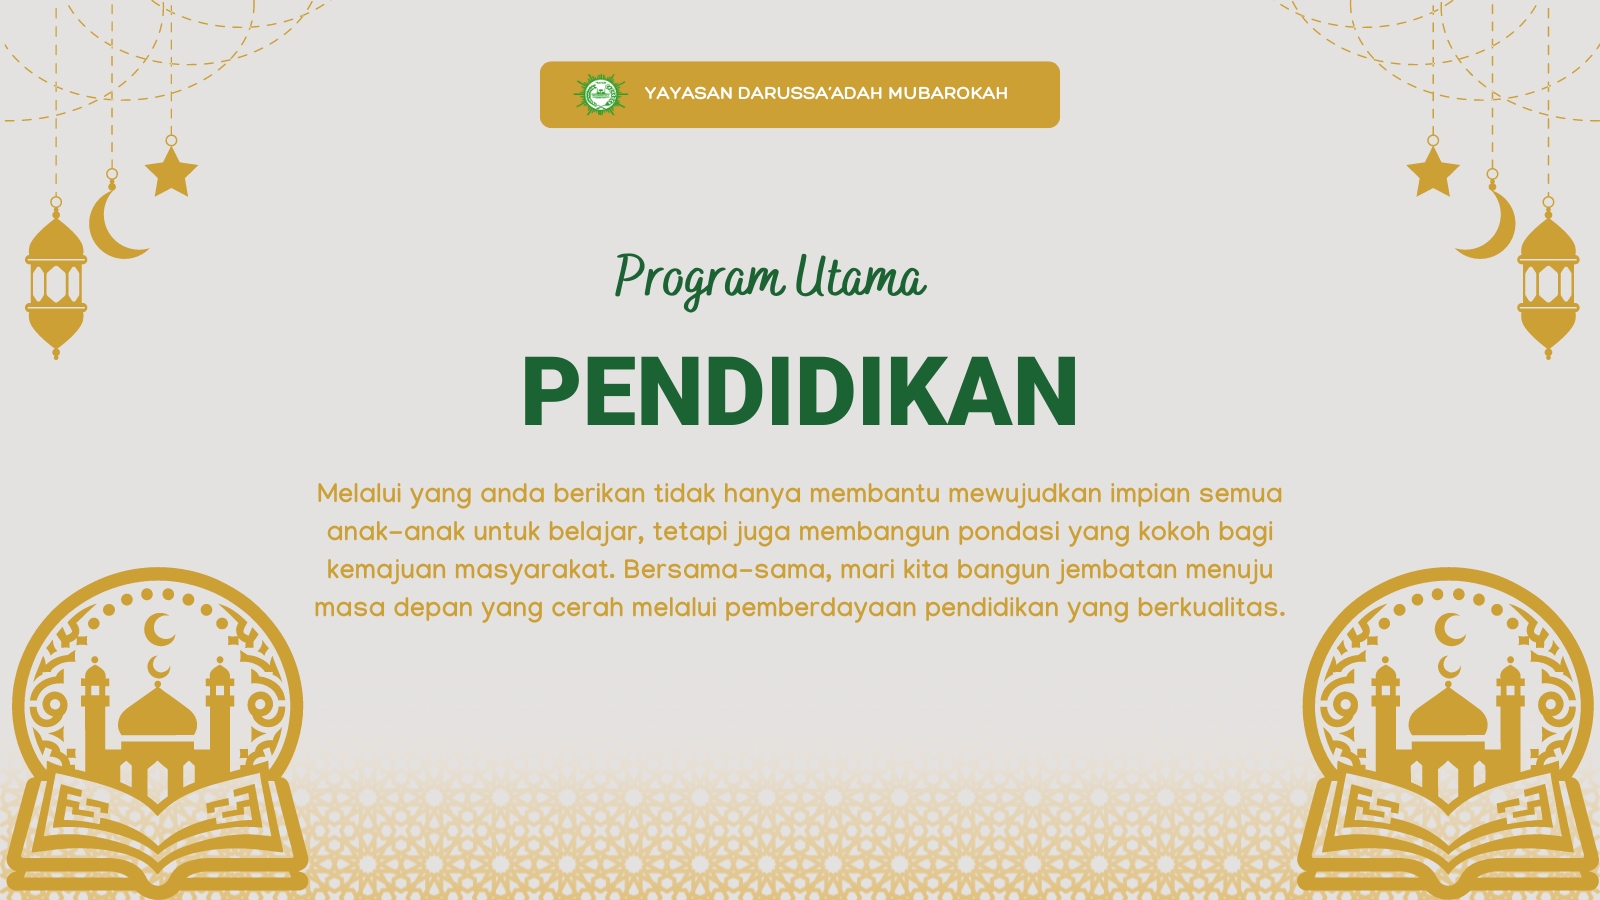 YAYASAN DARUSSA'ADAH MUBAROKAH
Program Utama
PENDIDIKAN
Melalui yang anda berikan tidak hanya membantu mewujudkan impian semua
anak-anak untuk belajar, tetapi juga membangun pondasi yang kokoh bagi
kemajuan masyarakat. Bersama-sama, mari kita bangun jembatan menuju
masa depan yang cerah melalui pemberdayaan pendidikan yang berkualitas.